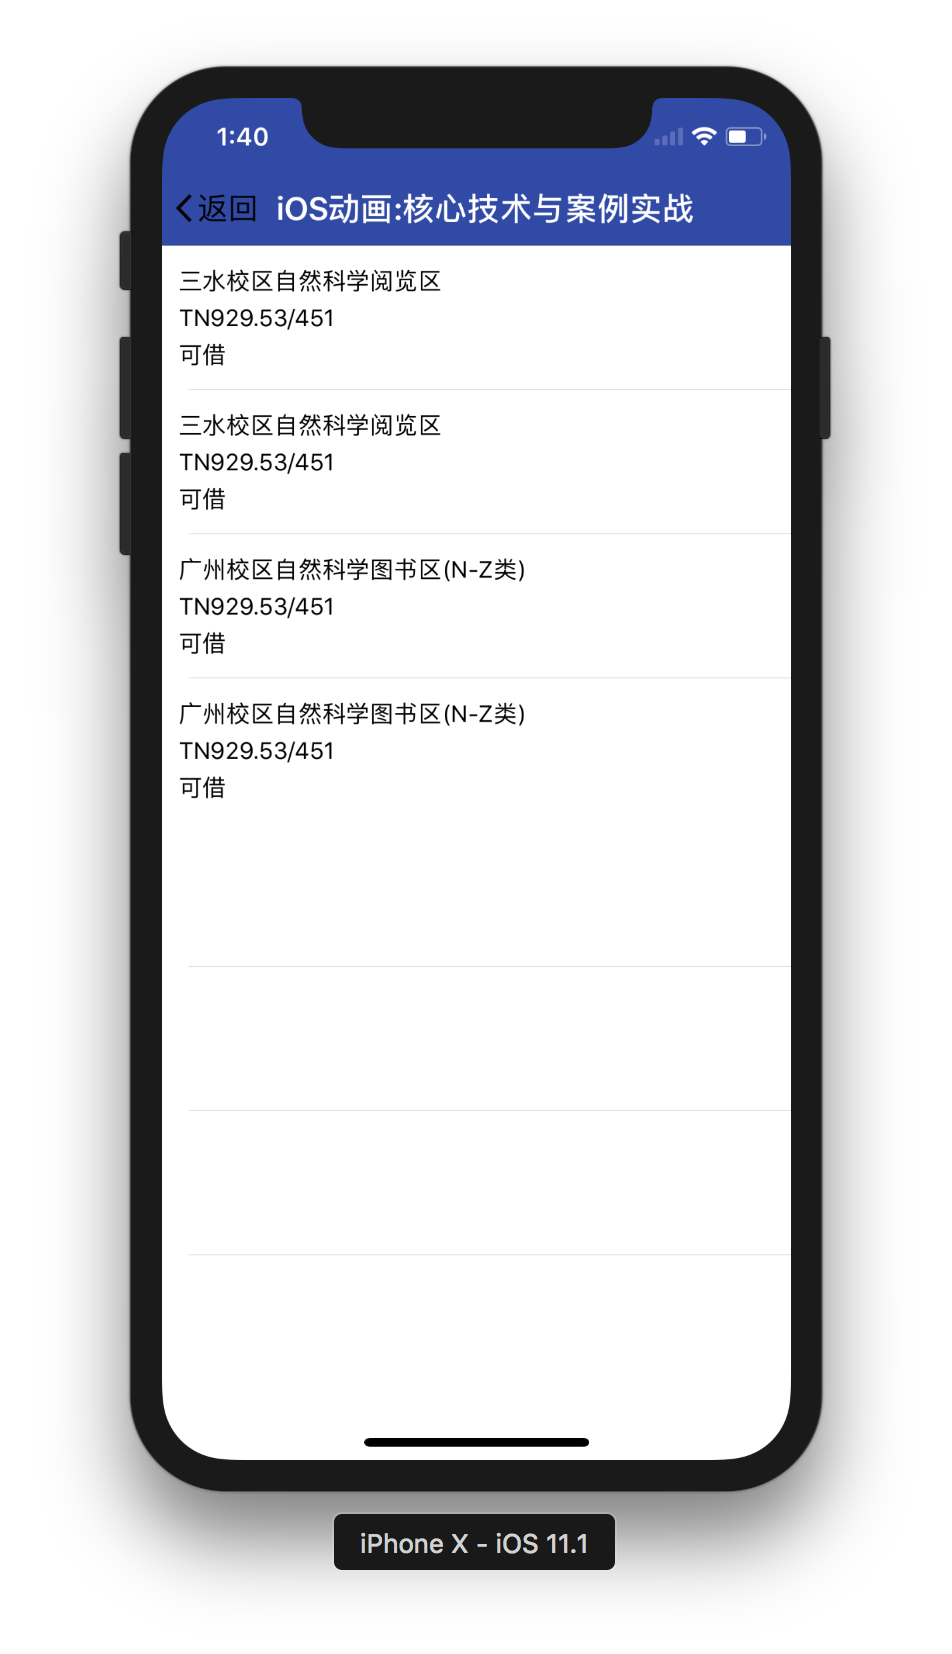 1:40
返回 iOS动画:核心技术与案例实战
三水校区自然科学阅览区
TN929.53/451
可借
三水校区自然科学阅览区
TN929.53/451
可借
广州校区自然科学图书区(N-Z类)
TN929.53/451
可借
广州校区自然科学图书区(N-Z类)
TN929.53/451
可借
iPhone X - iOS 11.1